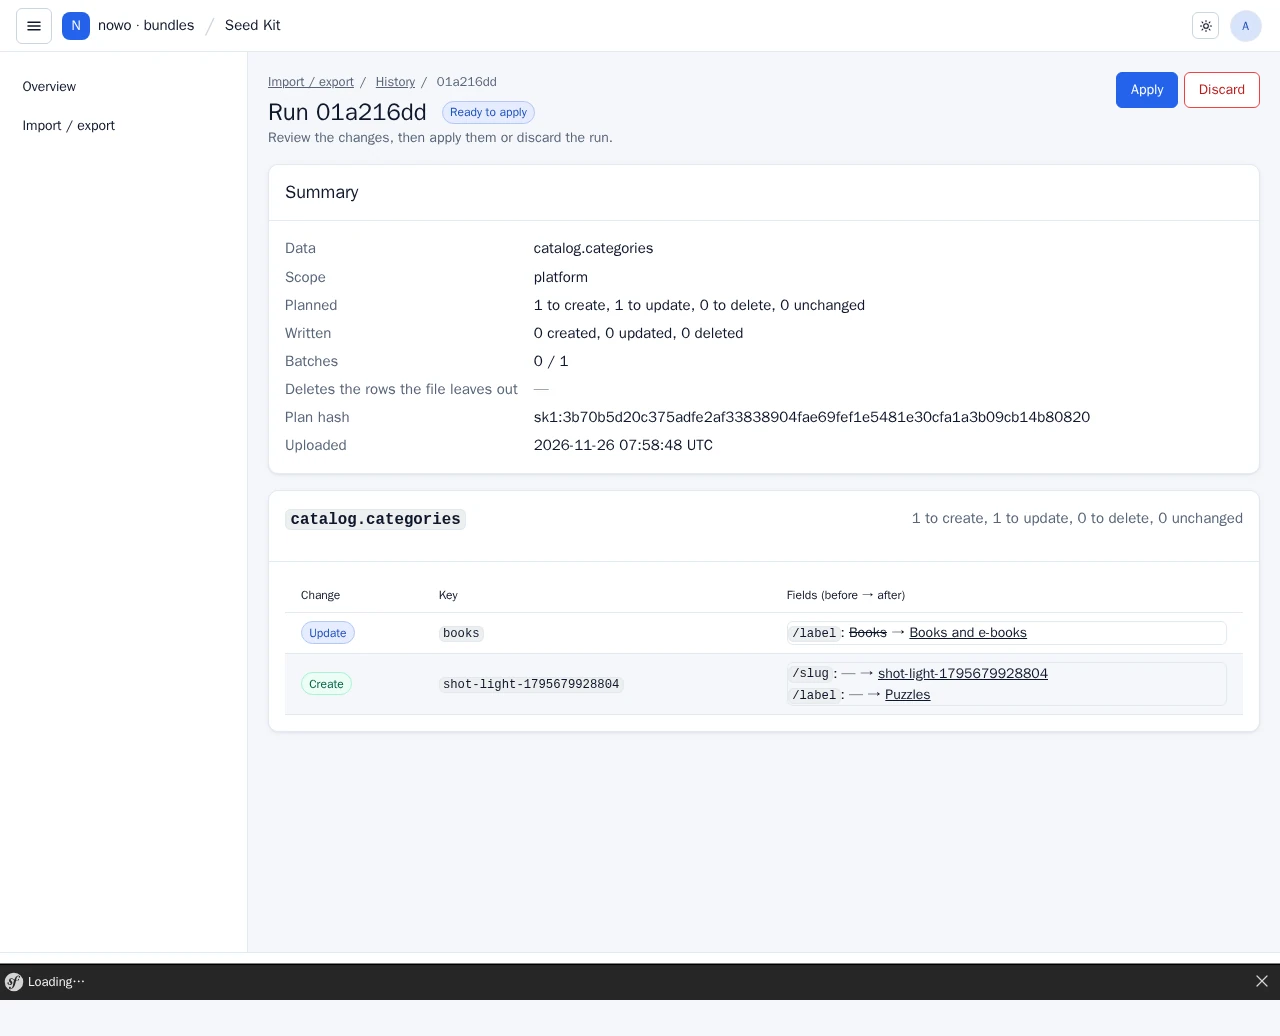 N nowo · bundles / Seed Kit A
Overview
Import / export
Import / export / History / 01a216dd
Apply Discard
Run 01a216dd Ready to apply
Review the changes, then apply them or discard the run.
Summary
Data catalog.categories
Scope platform
Planned 1 to create, 1 to update, 0 to delete, 0 unchanged
Written 0 created, 0 updated, 0 deleted
Batches 0 / 1
Deletes the rows the file leaves out —
Plan hash sk1:3b70b5d20c375adfe2af33838904fae69fef1e5481e30cfa1a3b09cb14b80820
Uploaded 2026-11-26 07:58:48 UTC
catalog.categories 1 to create, 1 to update, 0 to delete, 0 unchanged
Change Key Fields (before → after)
Update books /label: Books → Books and e-books
Create shot-light-1795679928804 /slug: — → shot-light-1795679928804
/label: — → Puzzles
sf Loading...